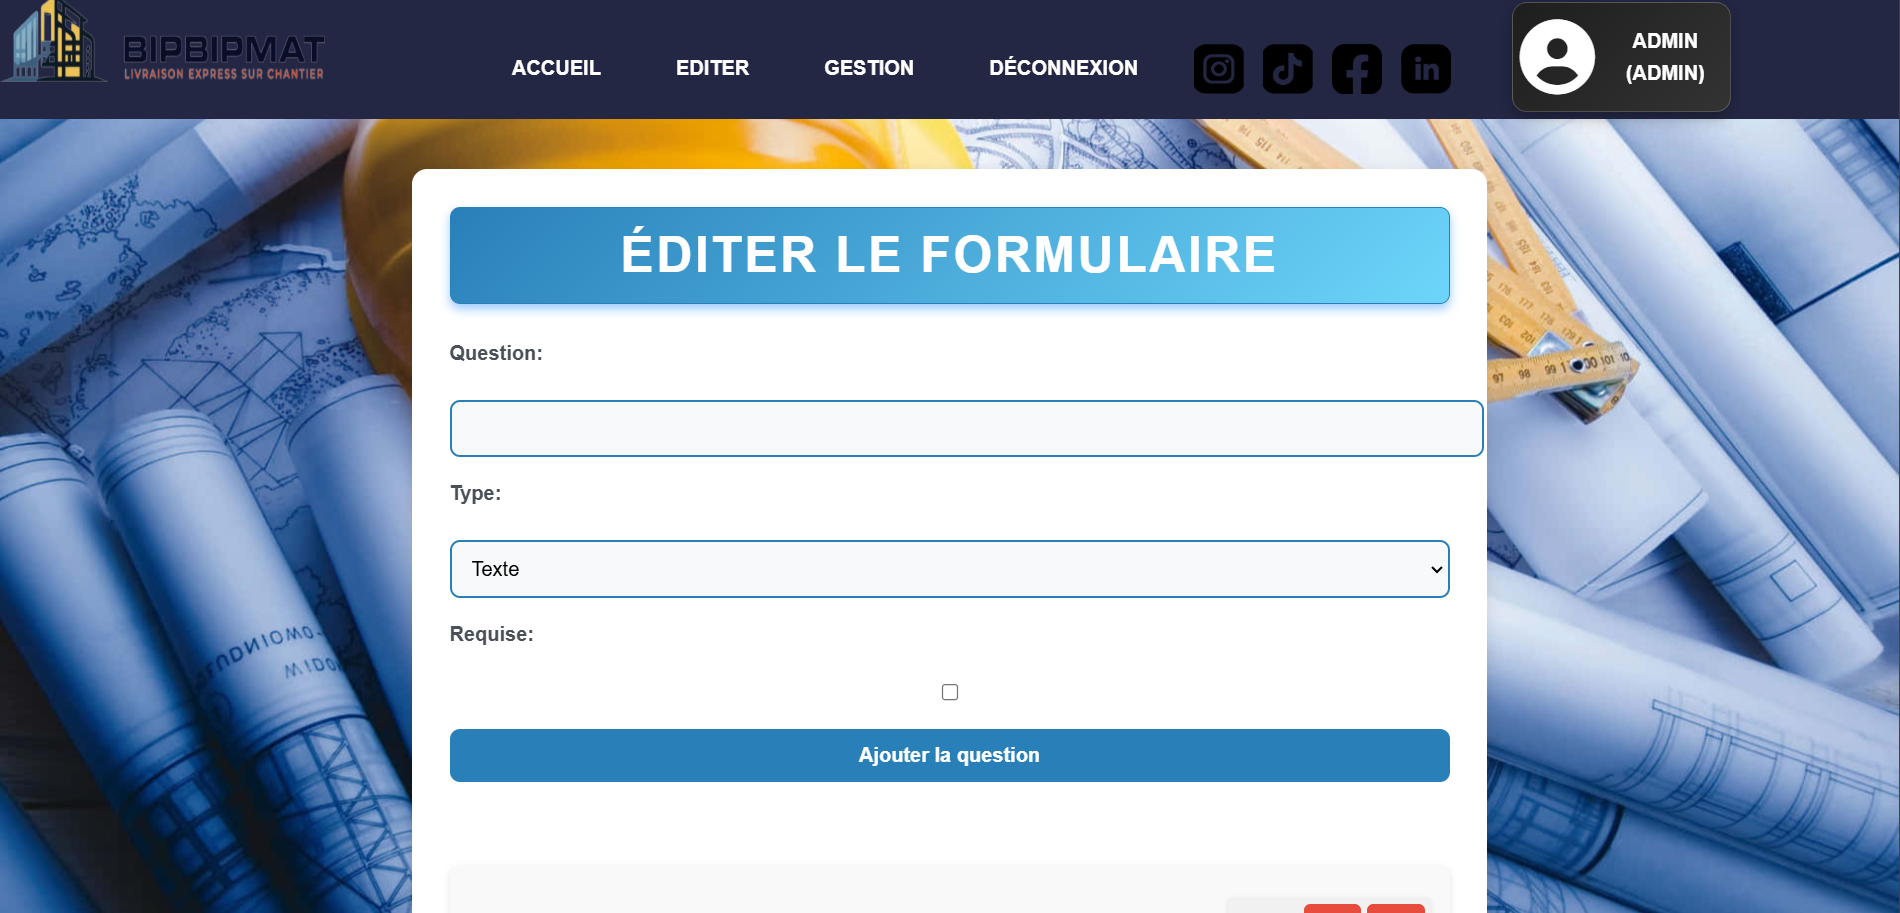 BIPBIPMAT
LIVRAISON EXPRESS SUR CHANTIER
ACCUEIL
EDITER
GESTION
DÉCONNEXION
in
ADMIN
(ADMIN)
ÉDITER LE FORMULAIRE
Question:
Type:
Texte
Requise:
Ajouter la question